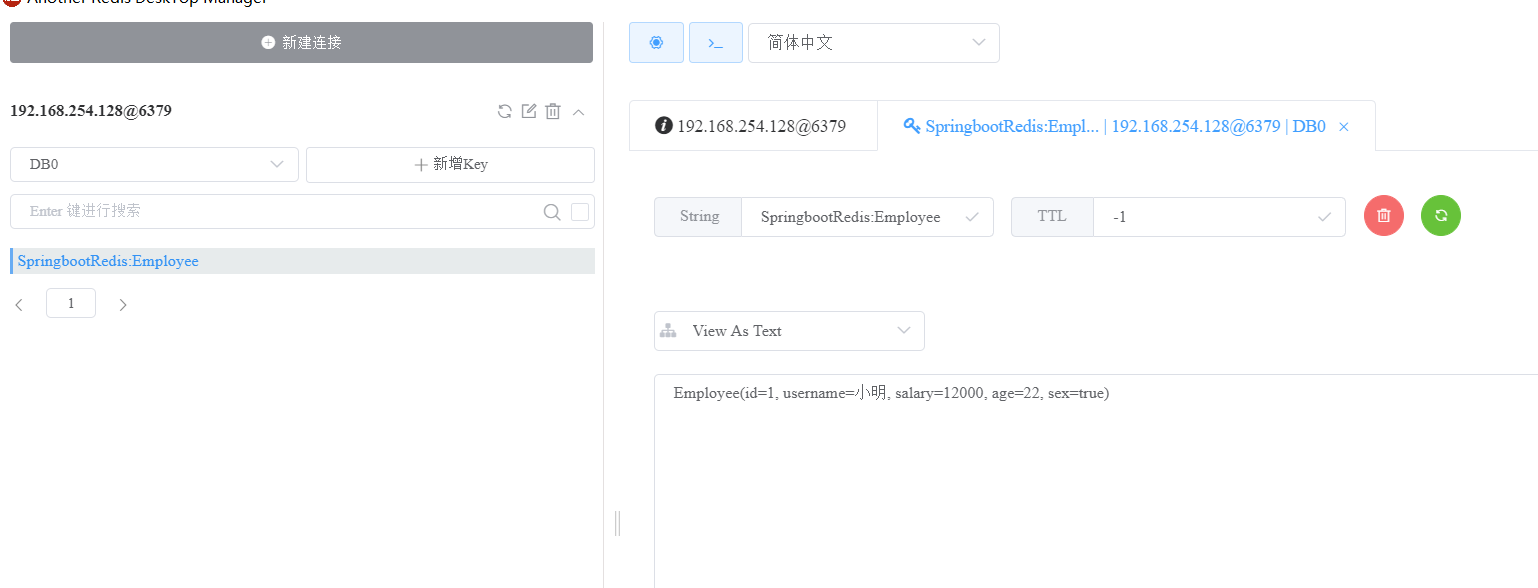 Another Redis DeskTop Manager
新建连接
简体中文
192.168.254.128@6379
192.168.254.128@6379
SpringbootRedis:Empl... | 192.168.254.128@6379 | DB0 ×
DB0
新增Key
Enter 键进行搜索
String
SpringbootRedis:Employee
TTL
-1
SpringbootRedis:Employee
1
View As Text
Employee(id=1, username=小明, salary=12000, age=22, sex=true)